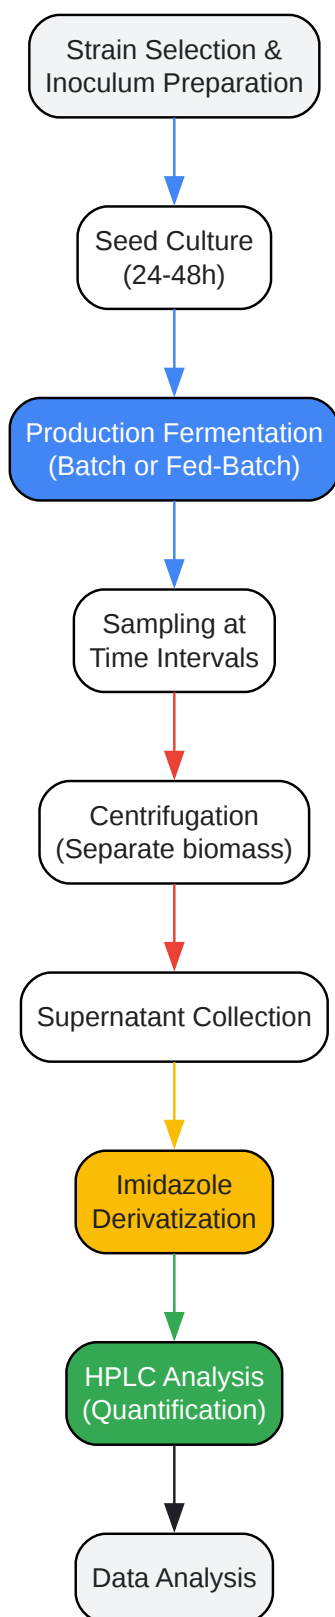 Strain Selection &
Inoculum Preparation
Seed Culture
(24-48h)
Production Fermentation
(Batch or Fed-Batch)
Sampling at
Time Intervals
Centrifugation
(Separate biomass)
Supernatant Collection
Imidazole
Derivatization
HPLC Analysis
(Quantification)
Data Analysis